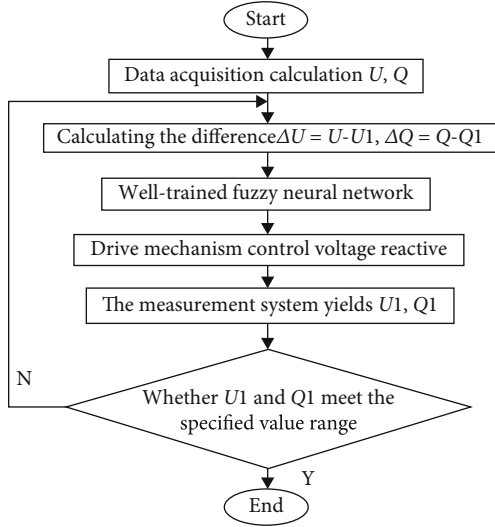 Start
Data acquisition calculation U, Q
Calculating the differenceΔU = U-U1, ΔQ = Q-Q1
Well-trained fuzzy neural network
Drive mechanism control voltage reactive
The measurement system yields U1, Q1
N
Whether U1 and Q1 meet the
specified value range
Y
End